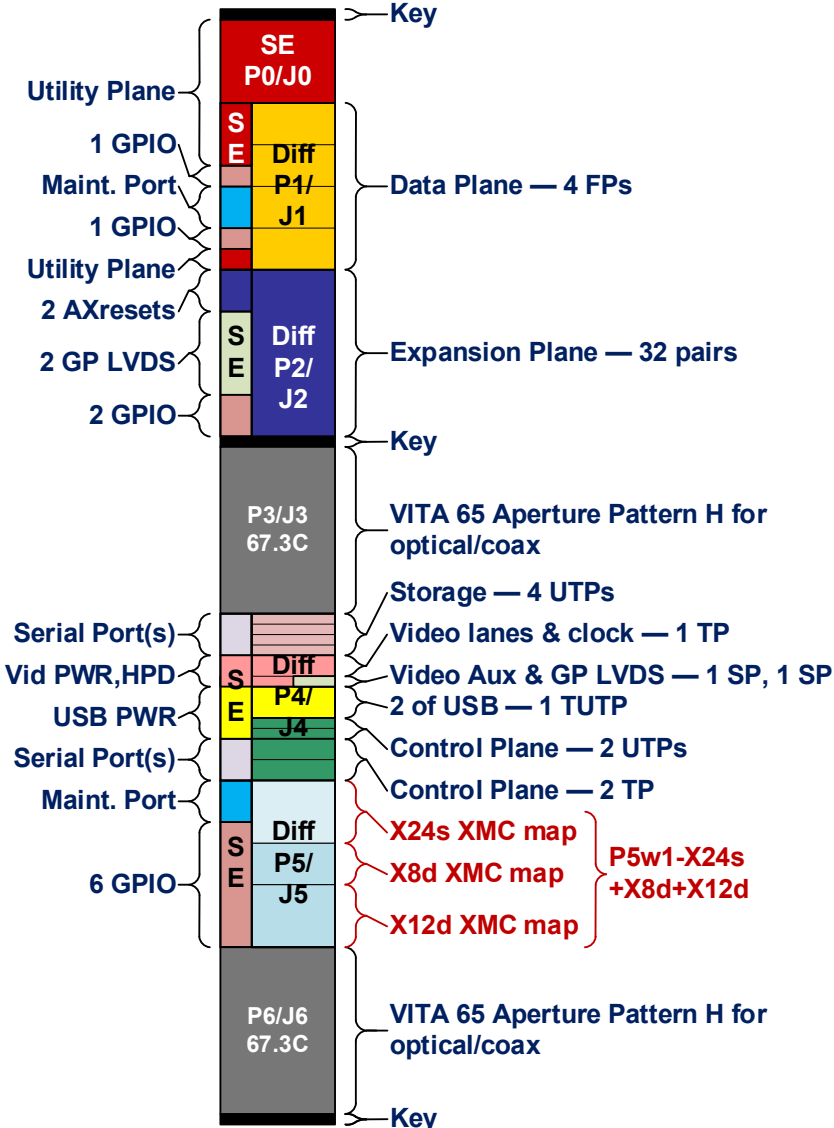 Key
SE
P0/J0
Utility Plane
S
E
1 GPIO
Diff
P1/
J1
Maint. Port
Data Plane — 4 FPs
1 GPIO
Utility Plane
2 AXresets
S
E
Diff
P2/
J2
2 GP LVDS
Expansion Plane — 32 pairs
2 GPIO
Key
P3/J3
67.3C
VITA 65 Aperture Pattern H for
optical/coax
Storage — 4 UTPs
Serial Port(s)
Video lanes & clock — 1 TP
Vid PWR,HPD
S
E
Diff
P4/
J4
Video Aux & GP LVDS — 1 SP, 1 SP
USB PWR
2 of USB — 1 TUTP
Serial Port(s)
Control Plane — 2 UTPs
Control Plane — 2 TP
Maint. Port
X24s XMC map
S
E
Diff
P5/
J5
X8d XMC map
P5w1-X24s
+X8d+X12d
6 GPIO
X12d XMC map
P6/J6
67.3C
VITA 65 Aperture Pattern H for
optical/coax
Key